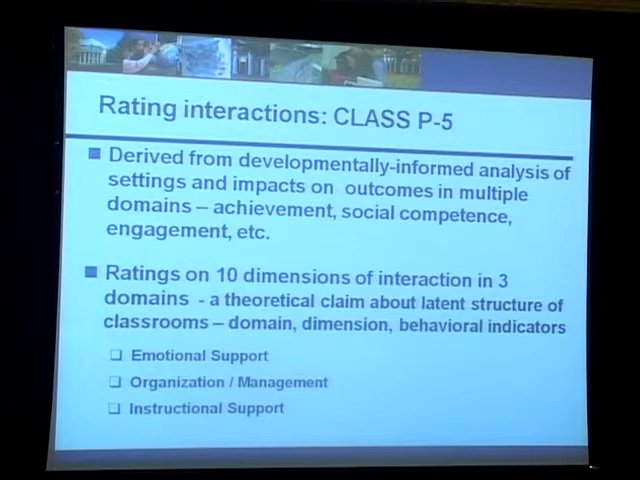 Rating interactions: CLASS P-5
Derived from developmentally-informed analysis of
settings and impacts on outcomes in multiple
domains – achievement, social competence,
engagement, etc.
Ratings on 10 dimensions of interaction in 3
domains - a theoretical claim about latent structure of
classrooms – domain, dimension, behavioral indicators
Emotional Support
Organization / Management
Instructional Support